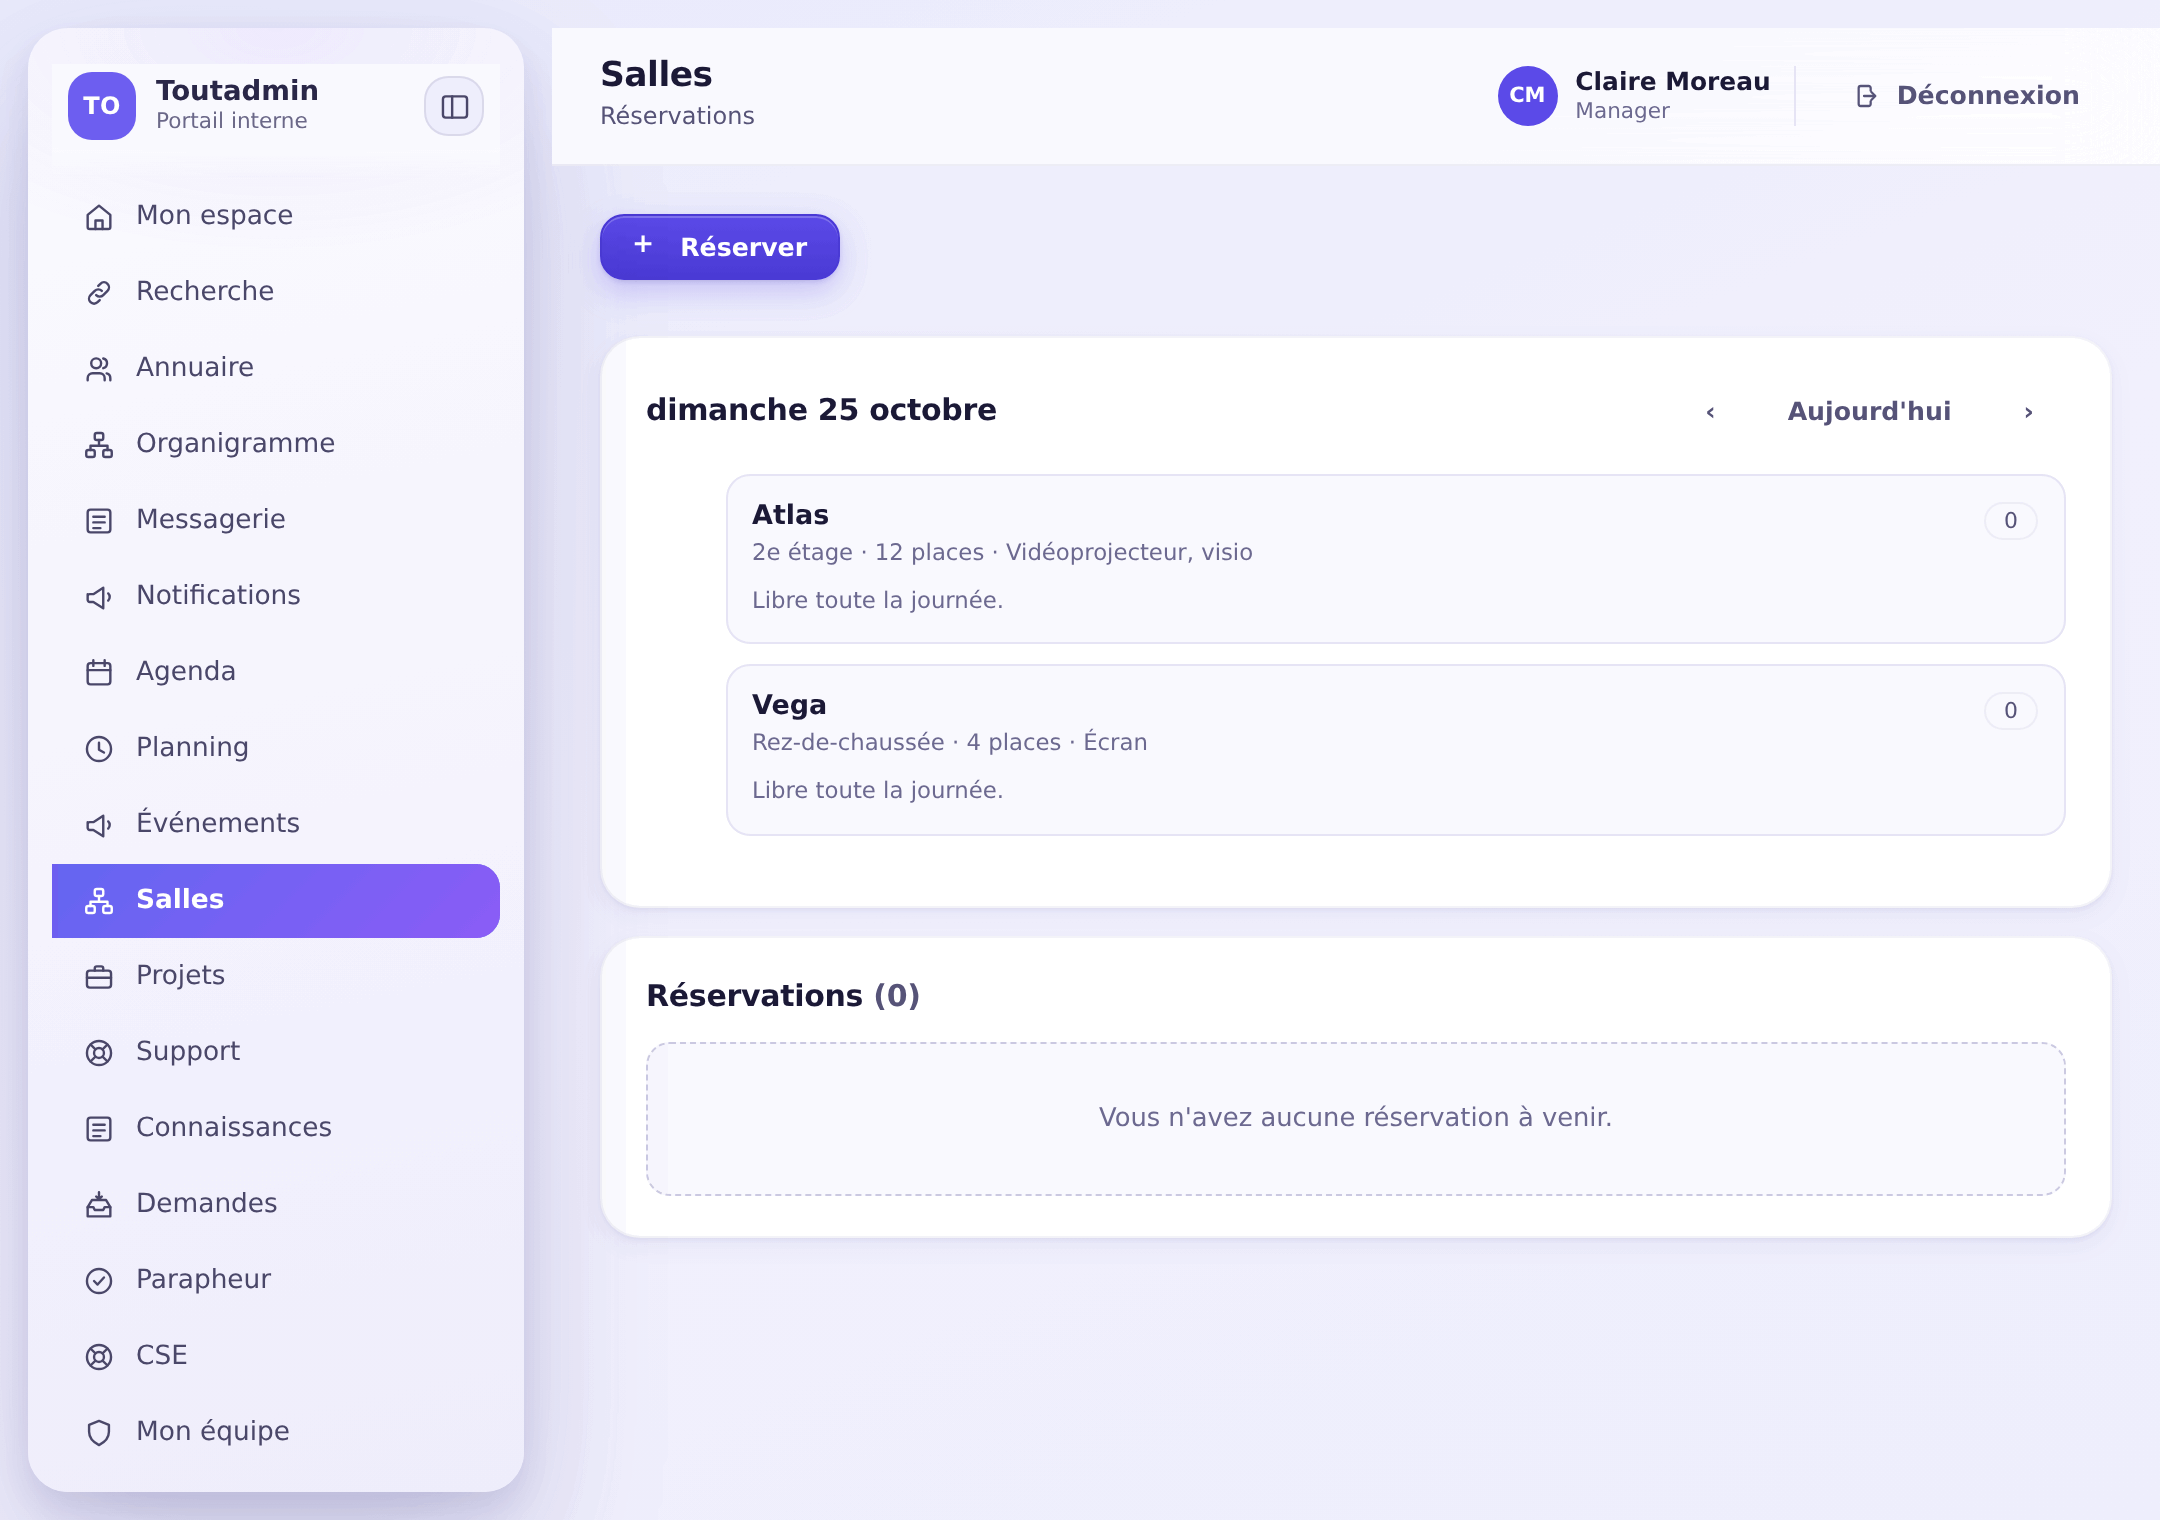 TO
Toutadmin
Portail interne
Mon espace
Recherche
Annuaire
Organigramme
Messagerie
Notifications
Agenda
Planning
Événements
Salles
Projets
Support
Connaissances
Demandes
Parapheur
CSE
Mon équipe
Salles
Réservations
CM
Claire Moreau
Manager
Déconnexion
+ Réserver
dimanche 25 octobre
‹ Aujourd'hui ›
Atlas
0
2e étage · 12 places · Vidéoprojecteur, visio
Libre toute la journée.
Vega
0
Rez-de-chaussée · 4 places · Écran
Libre toute la journée.
Réservations (0)
Vous n'avez aucune réservation à venir.